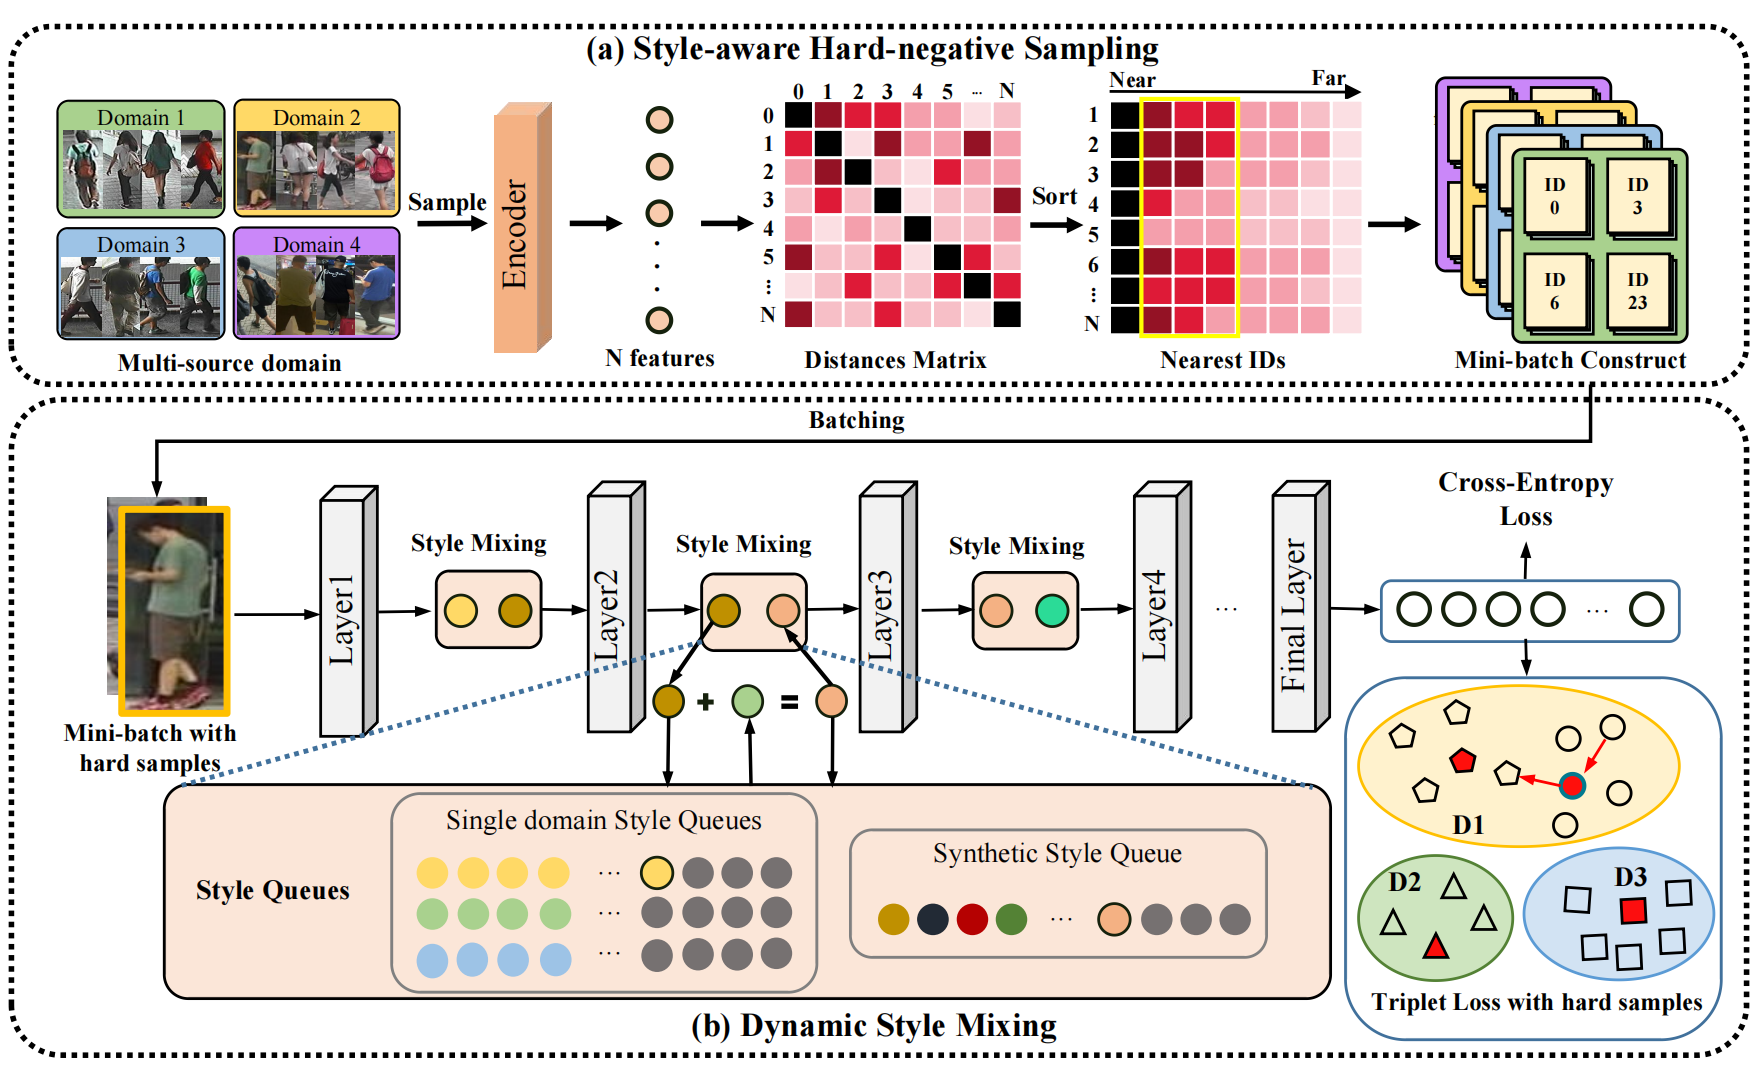 (a) Style-aware Hard-negative Sampling
Domain 1
Domain 2
Domain 3
Domain 4
Multi-source domain
Sample
Encoder
N features
0 1 2 3 4 5 ... N
0
1
2
3
4
5
...
N
Distances Matrix
Sort
Near
Far
1
2
3
4
5
6
...
N
Nearest IDs
ID
0
ID
3
ID
6
ID
23
Mini-batch Construct
Batching
Mini-batch with
hard samples
Layer1
Style Mixing
Layer2
Style Mixing
Layer3
Style Mixing
Layer4
...
Final Layer
Cross-Entropy
Loss
...
+
=
Style Queues
Single domain Style Queues
...
...
...
Synthetic Style Queue
...
D1
D2
D3
Triplet Loss with hard samples
(b) Dynamic Style Mixing